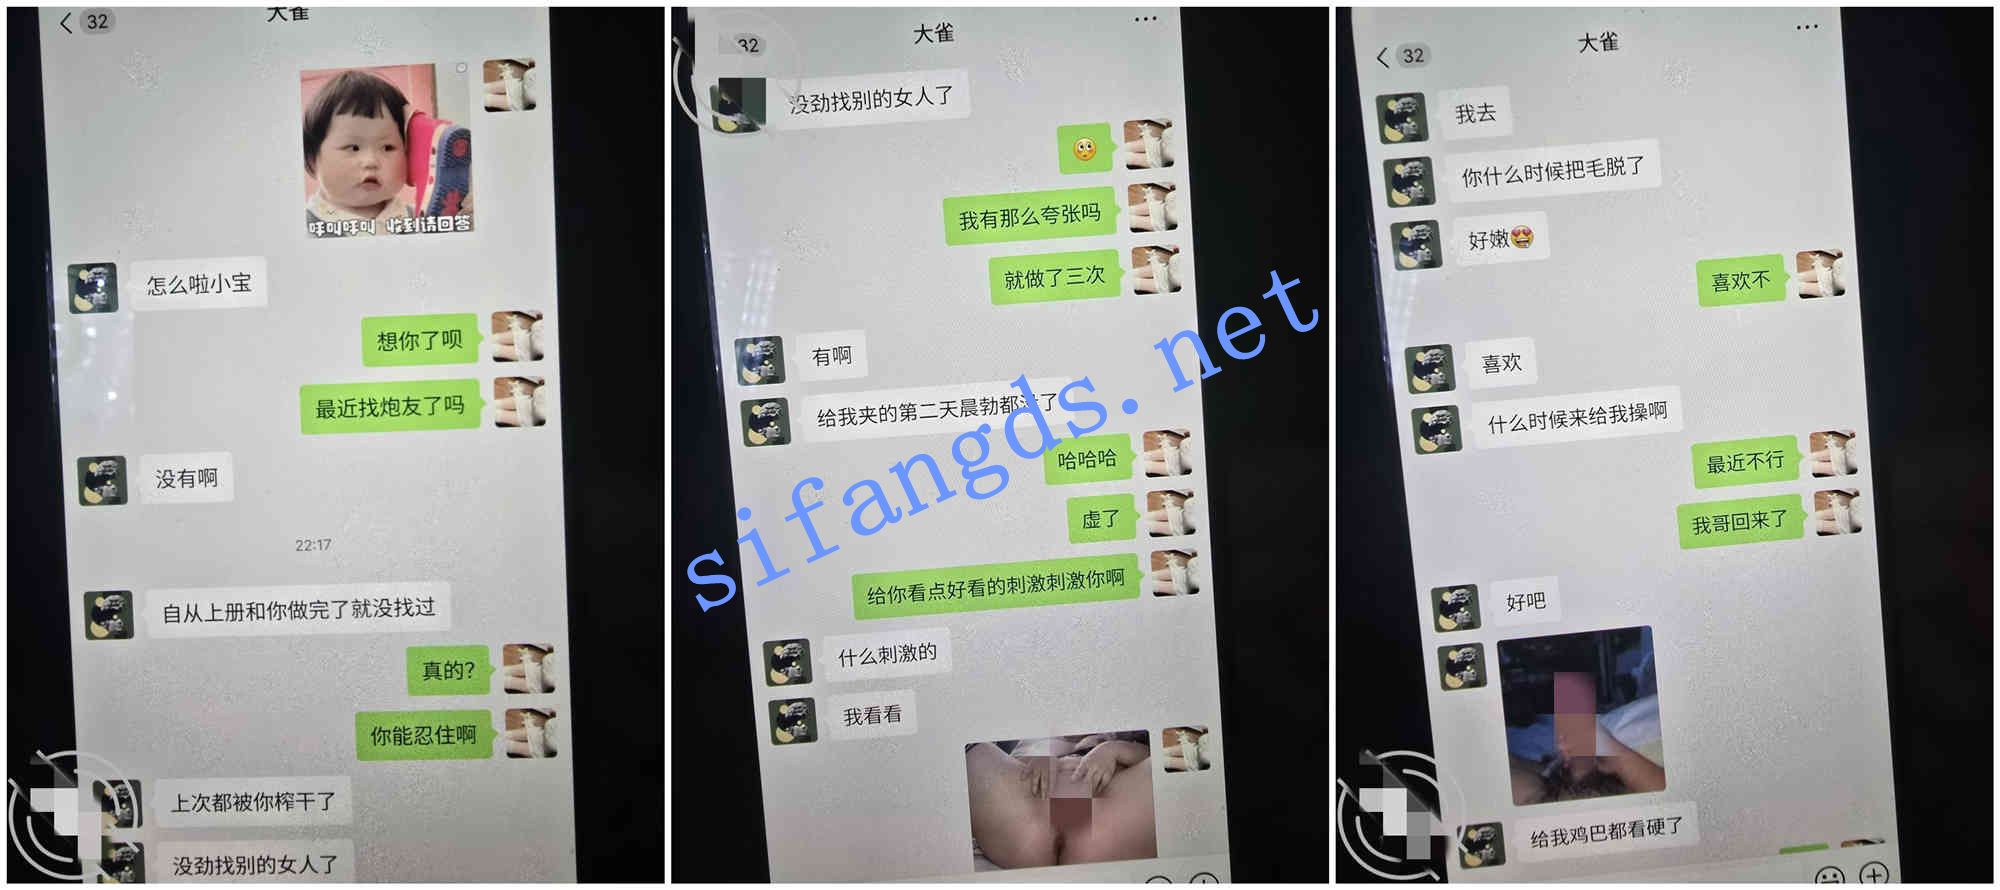 32
大雀
呼叫呼叫 收到请回答
怎么啦小宝
想你了呗
最近找炮友了吗
没有啊
22:17
自从上册和你做完了就没找过
真的?
你能忍住啊
上次都被你榨干了
没劲找别的女人了
32
大雀
没劲找别的女人了
我有那么夸张吗
就做了三次
有啊
给我夹的第二天晨勃都没了
哈哈哈
虚了
给你看点好看的刺激刺激你啊
什么刺激的
我看看
32
大雀
我去
你什么时候把毛脱了
好嫩
喜欢不
喜欢
什么时候来给我操啊
最近不行
我哥回来了
好吧
给我鸡巴都看硬了
sifangds.net